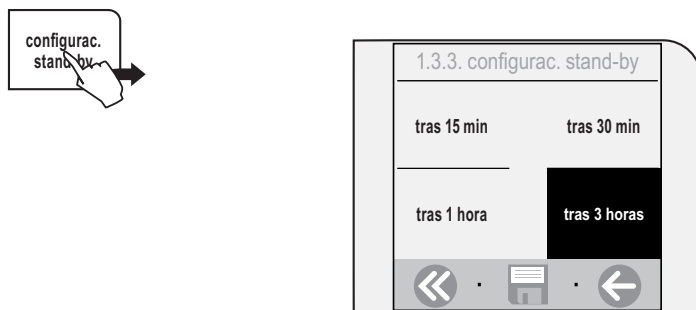 configurac.
stand-by
1.3.3. configurac. stand-by
tras 15 min
tras 30 min
tras 1 hora
tras 3 horas